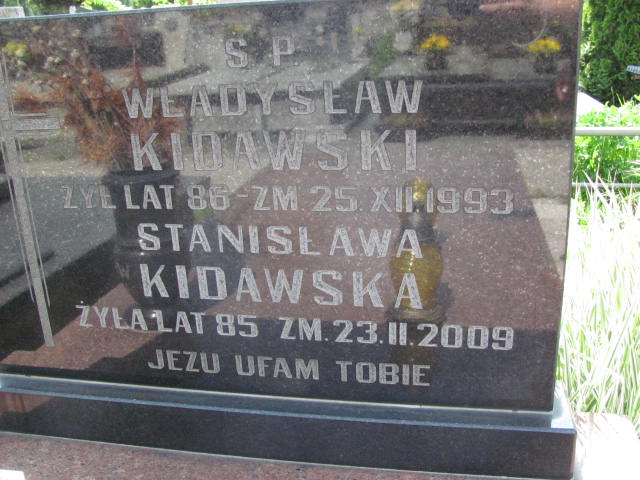 Ś.P.
WŁADYSŁAW
KIDAWSKI
ŻYŁ LAT 86 - ZM. 25. XII. 1993
STANISŁAWA
KIDAWSKA
ŻYŁA LAT 85 ZM. 23.II.2009
JEZU UFAM TOBIE